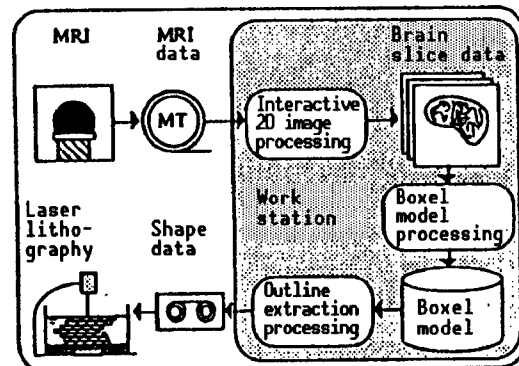 MRI
MRI
data
Brain
slice data
MT
Interactive
2D image
processing
Boxel
model
processing
Work
station
Laser
litho-
graphy
Shape
data
Outline
extraction
processing
Boxel
model